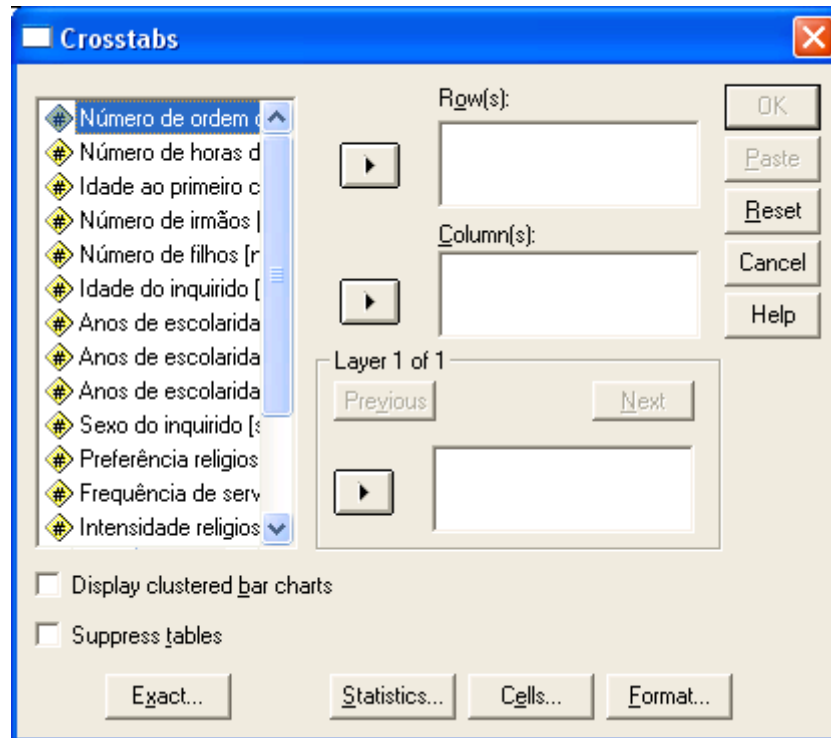 Crosstabs
Número de ordem
Número de horas d
Idade ao primeiro c
Número de irmãos [
Número de filhos [
Idade do inquirido [
Anos de escolarida
Anos de escolarida
Anos de escolarida
Sexo do inquirido [
Preferência religios
Frequência de serv
Intensidade religios
Row(s):
Column(s):
Layer 1 of 1
Previous
Next
OK
Paste
Reset
Cancel
Help
Display clustered bar charts
Suppress tables
Exact...
Statistics...
Cells...
Format...